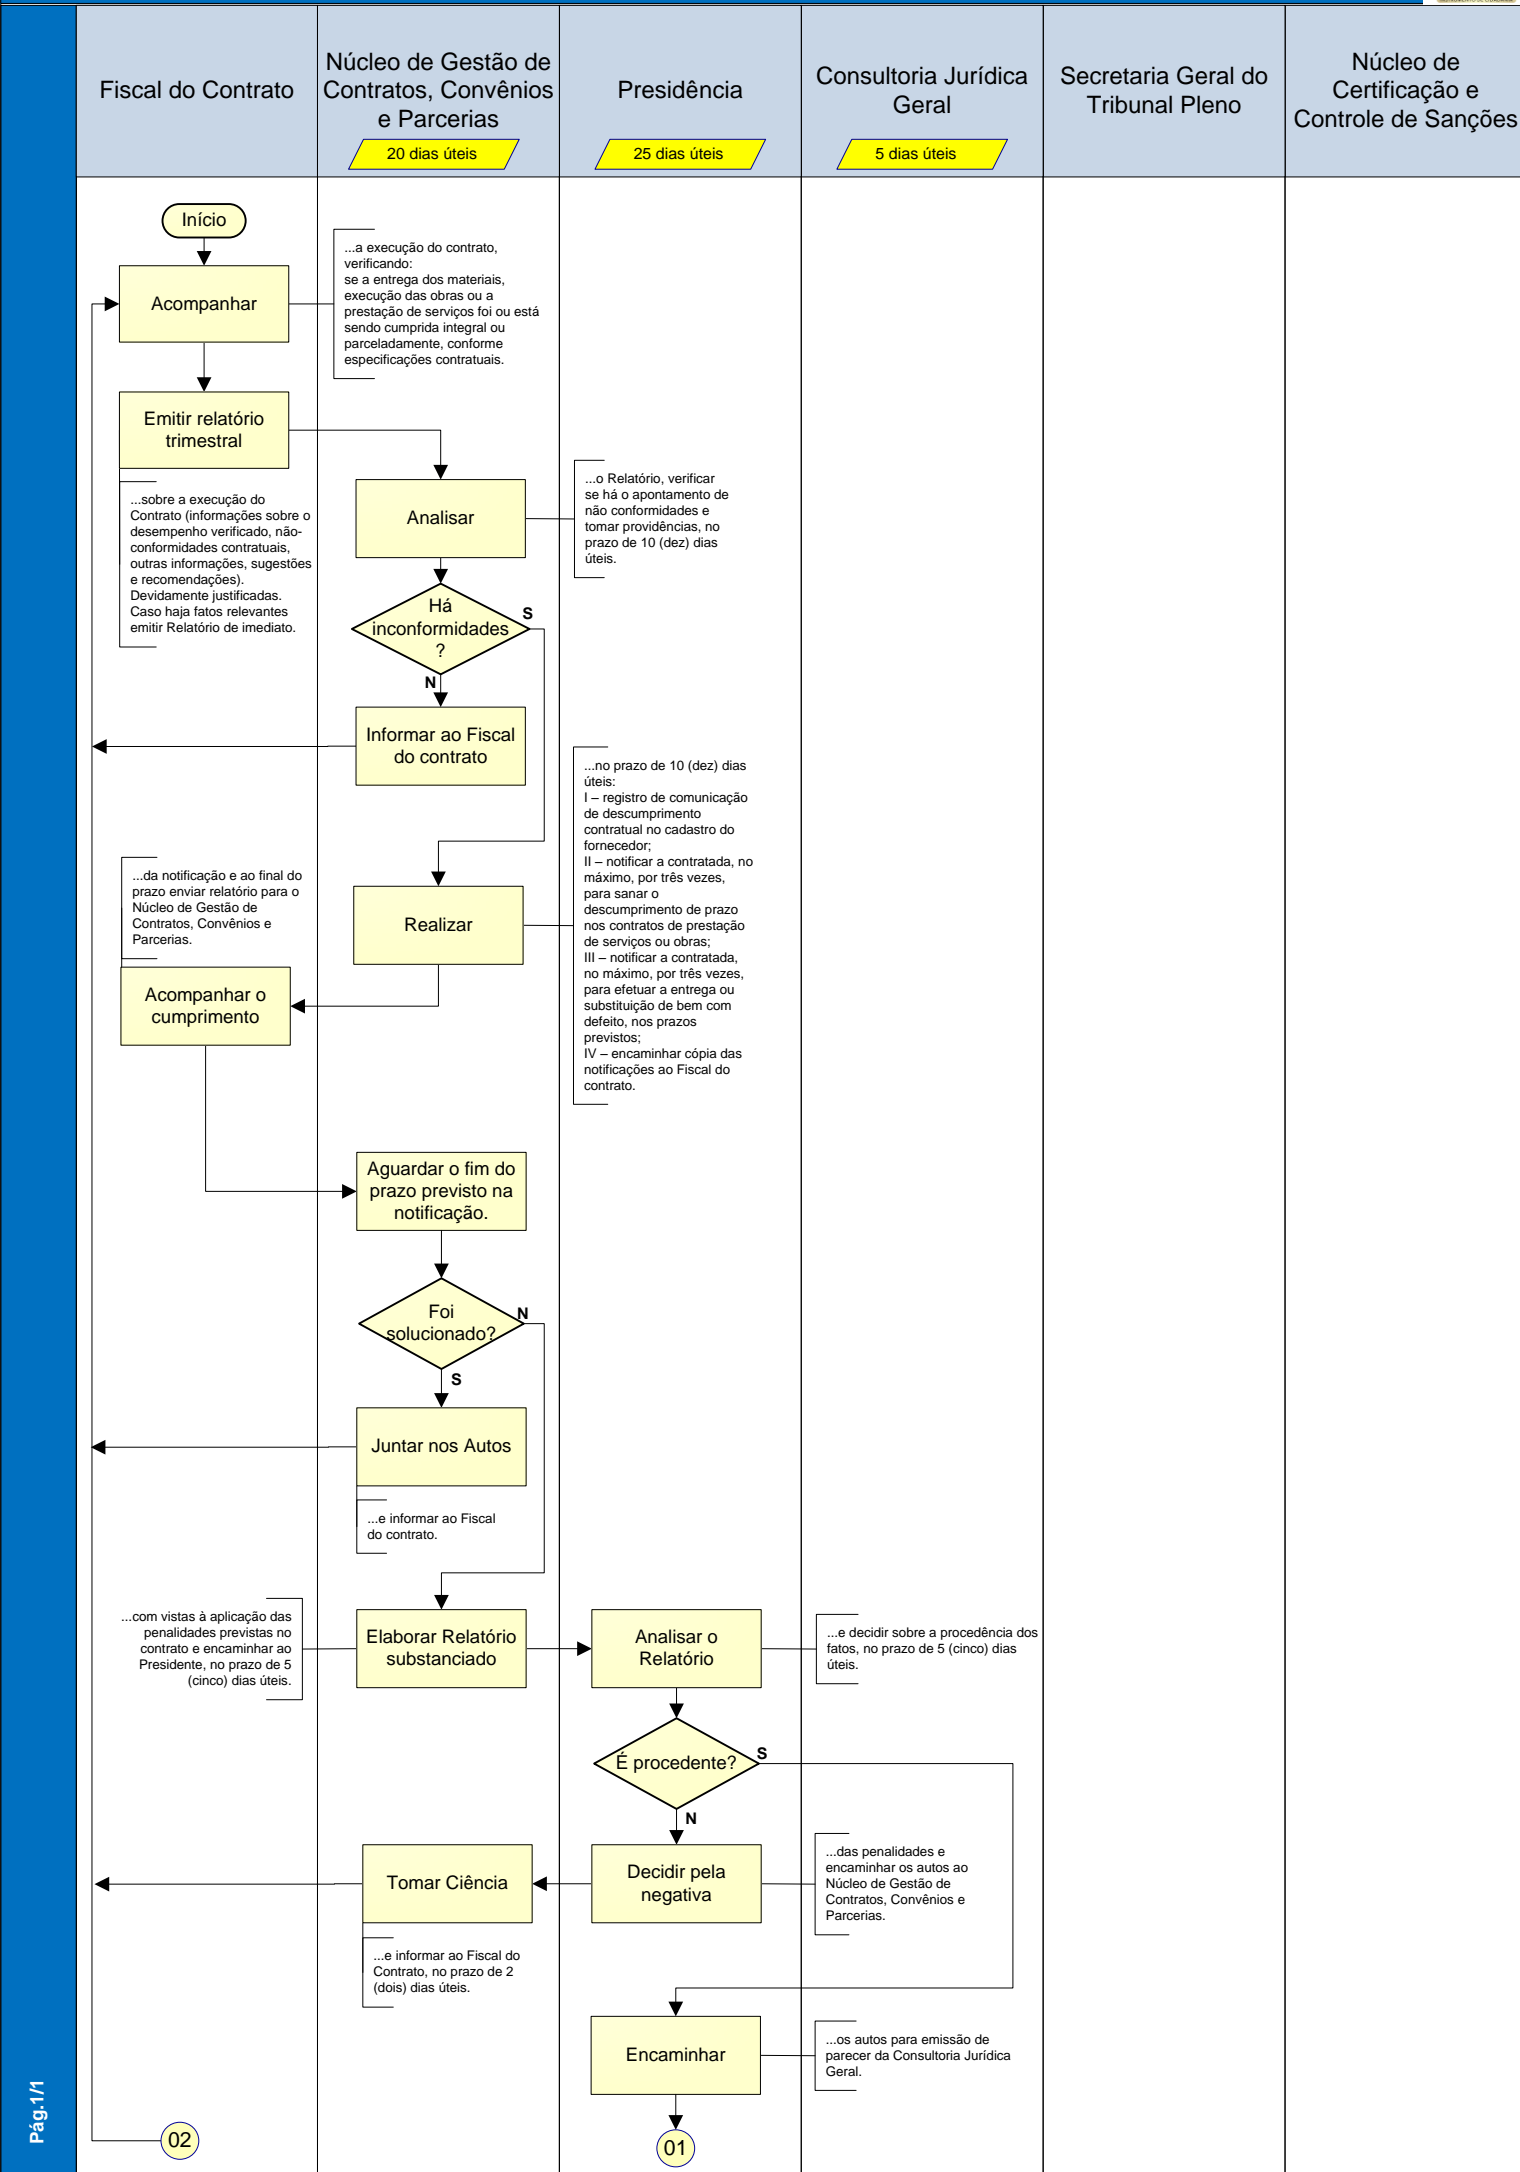 Fiscal do Contrato
Núcleo de Gestão de
Contratos, Convênios
e Parcerias
20 dias úteis
Presidência
25 dias úteis
Consultoria Jurídica
Geral
5 dias úteis
Secretaria Geral do
Tribunal Pleno
Núcleo de
Certificação e
Controle de Sanções
Início
Acompanhar
...a execução do contrato,
verificando:
se a entrega dos materiais,
execução das obras ou a
prestação de serviços foi ou está
sendo cumprida integral ou
parceladamente, conforme
especificações contratuais.
Emitir relatório
trimestral
...sobre a execução do
Contrato (informações sobre o
desempenho verificado, não-
conformidades contratuais,
outras informações, sugestões
e recomendações).
Devidamente justificadas.
Caso haja fatos relevantes
emitir Relatório de imediato.
Analisar
...o Relatório, verificar
se há o apontamento de
não conformidades e
tomar providências, no
prazo de 10 (dez) dias
úteis.
Há
inconformidades
?
S
N
Informar ao Fiscal
do contrato
...no prazo de 10 (dez) dias
úteis:
I – registro de comunicação
de descumprimento
contratual no cadastro do
fornecedor;
II – notificar a contratada, no
máximo, por três vezes,
para sanar o
descumprimento de prazo
nos contratos de prestação
de serviços ou obras;
III – notificar a contratada,
no máximo, por três vezes,
para efetuar a entrega ou
substituição de bem com
defeito, nos prazos
previstos;
IV – encaminhar cópia das
notificações ao Fiscal do
contrato.
Realizar
...da notificação e ao final do
prazo enviar relatório para o
Núcleo de Gestão de
Contratos, Convênios e
Parcerias.
Acompanhar o
cumprimento
Aguardar o fim do
prazo previsto na
notificação.
Foi
solucionado?
N
S
Juntar nos Autos
...e informar ao Fiscal
do contrato.
...com vistas à aplicação das
penalidades previstas no
contrato e encaminhar ao
Presidente, no prazo de 5
(cinco) dias úteis.
Elaborar Relatório
substanciado
Analisar o
Relatório
...e decidir sobre a procedência dos
fatos, no prazo de 5 (cinco) dias
úteis.
É procedente?
S
N
Tomar Ciência
Decidir pela
negativa
...das penalidades e
encaminhar os autos ao
Núcleo de Gestão de
Contratos, Convênios e
Parcerias.
...e informar ao Fiscal do
Contrato, no prazo de 2
(dois) dias úteis.
Encaminhar
...os autos para emissão de
parecer da Consultoria Jurídica
Geral.
02
01
Pág.1/1